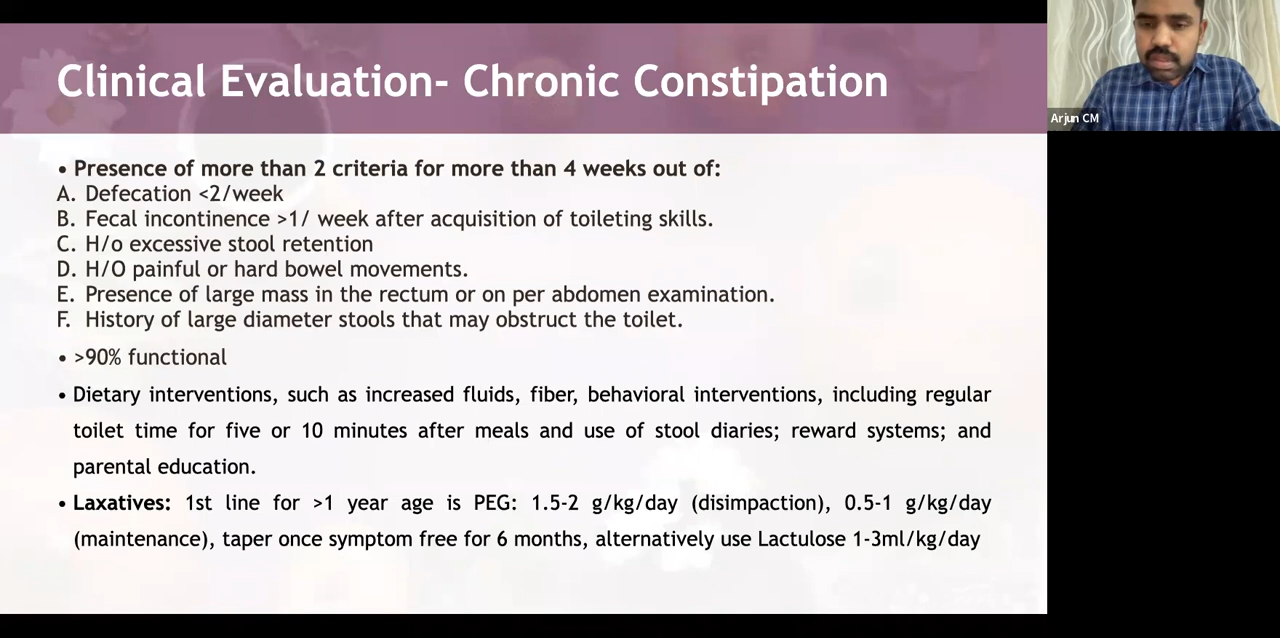 Clinical Evaluation- Chronic Constipation
• Presence of more than 2 criteria for more than 4 weeks out of:
A. Defecation <2/week
B. Fecal incontinence >1/ week after acquisition of toileting skills.
C. H/o excessive stool retention
D. H/O painful or hard bowel movements.
E. Presence of large mass in the rectum or on per abdomen examination.
F. History of large diameter stools that may obstruct the toilet.
• >90% functional
• Dietary interventions, such as increased fluids, fiber, behavioral interventions, including regular
toilet time for five or 10 minutes after meals and use of stool diaries; reward systems; and
parental education.
• Laxatives: 1st line for >1 year age is PEG: 1.5-2 g/kg/day (disimpaction), 0.5-1 g/kg/day
(maintenance), taper once symptom free for 6 months, alternatively use Lactulose 1-3ml/kg/day
Arjun CM